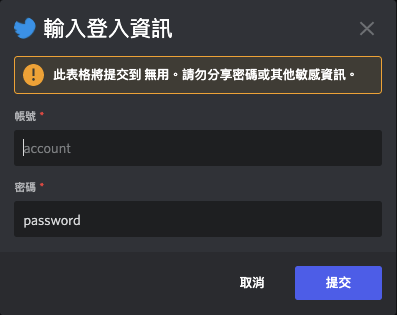 輸入登入資訊
此表格將提交到 無用。請勿分享密碼或其他敏感資訊。
帳號 *
account
密碼 *
password
取消
提交